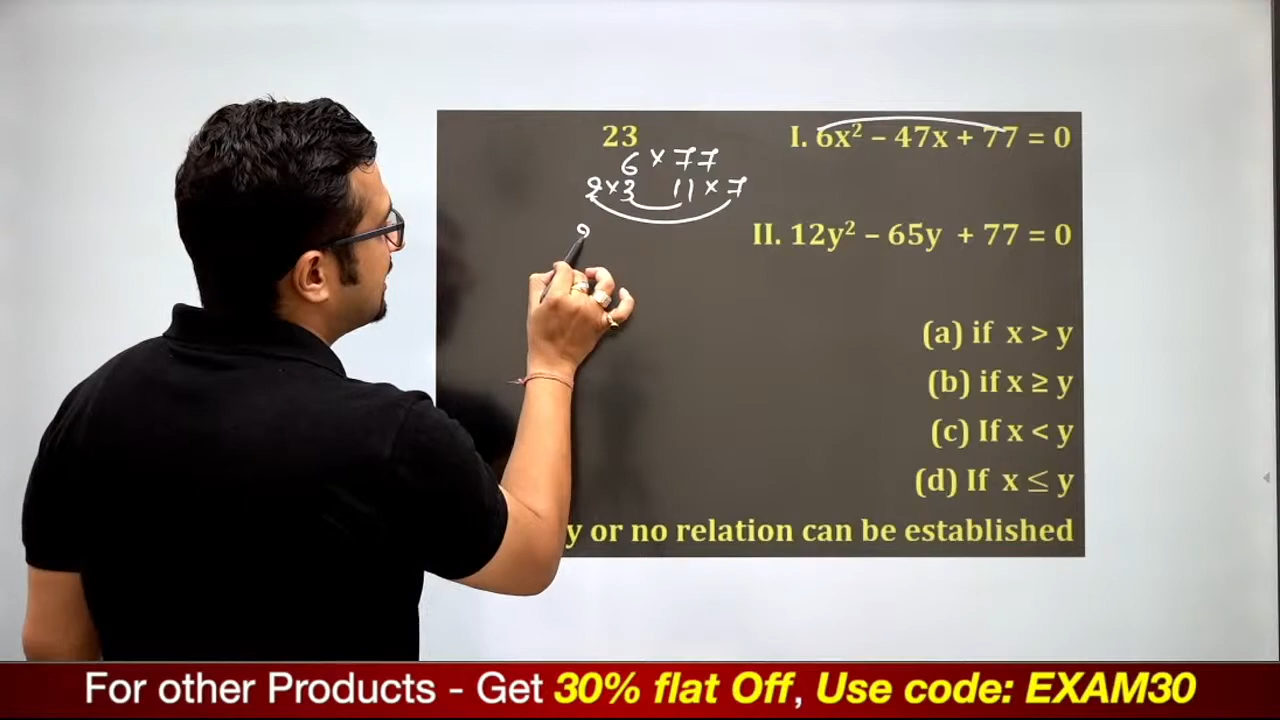 23
I. 6x² – 47x + 77 = 0
6 × 77
2 × 3 11 × 7
II. 12y² – 65y + 77 = 0
(a) if x > y
(b) if x ≥ y
(c) If x < y
(d) If x ≤ y
y or no relation can be established
For other Products - Get 30% flat Off, Use code: EXAM30